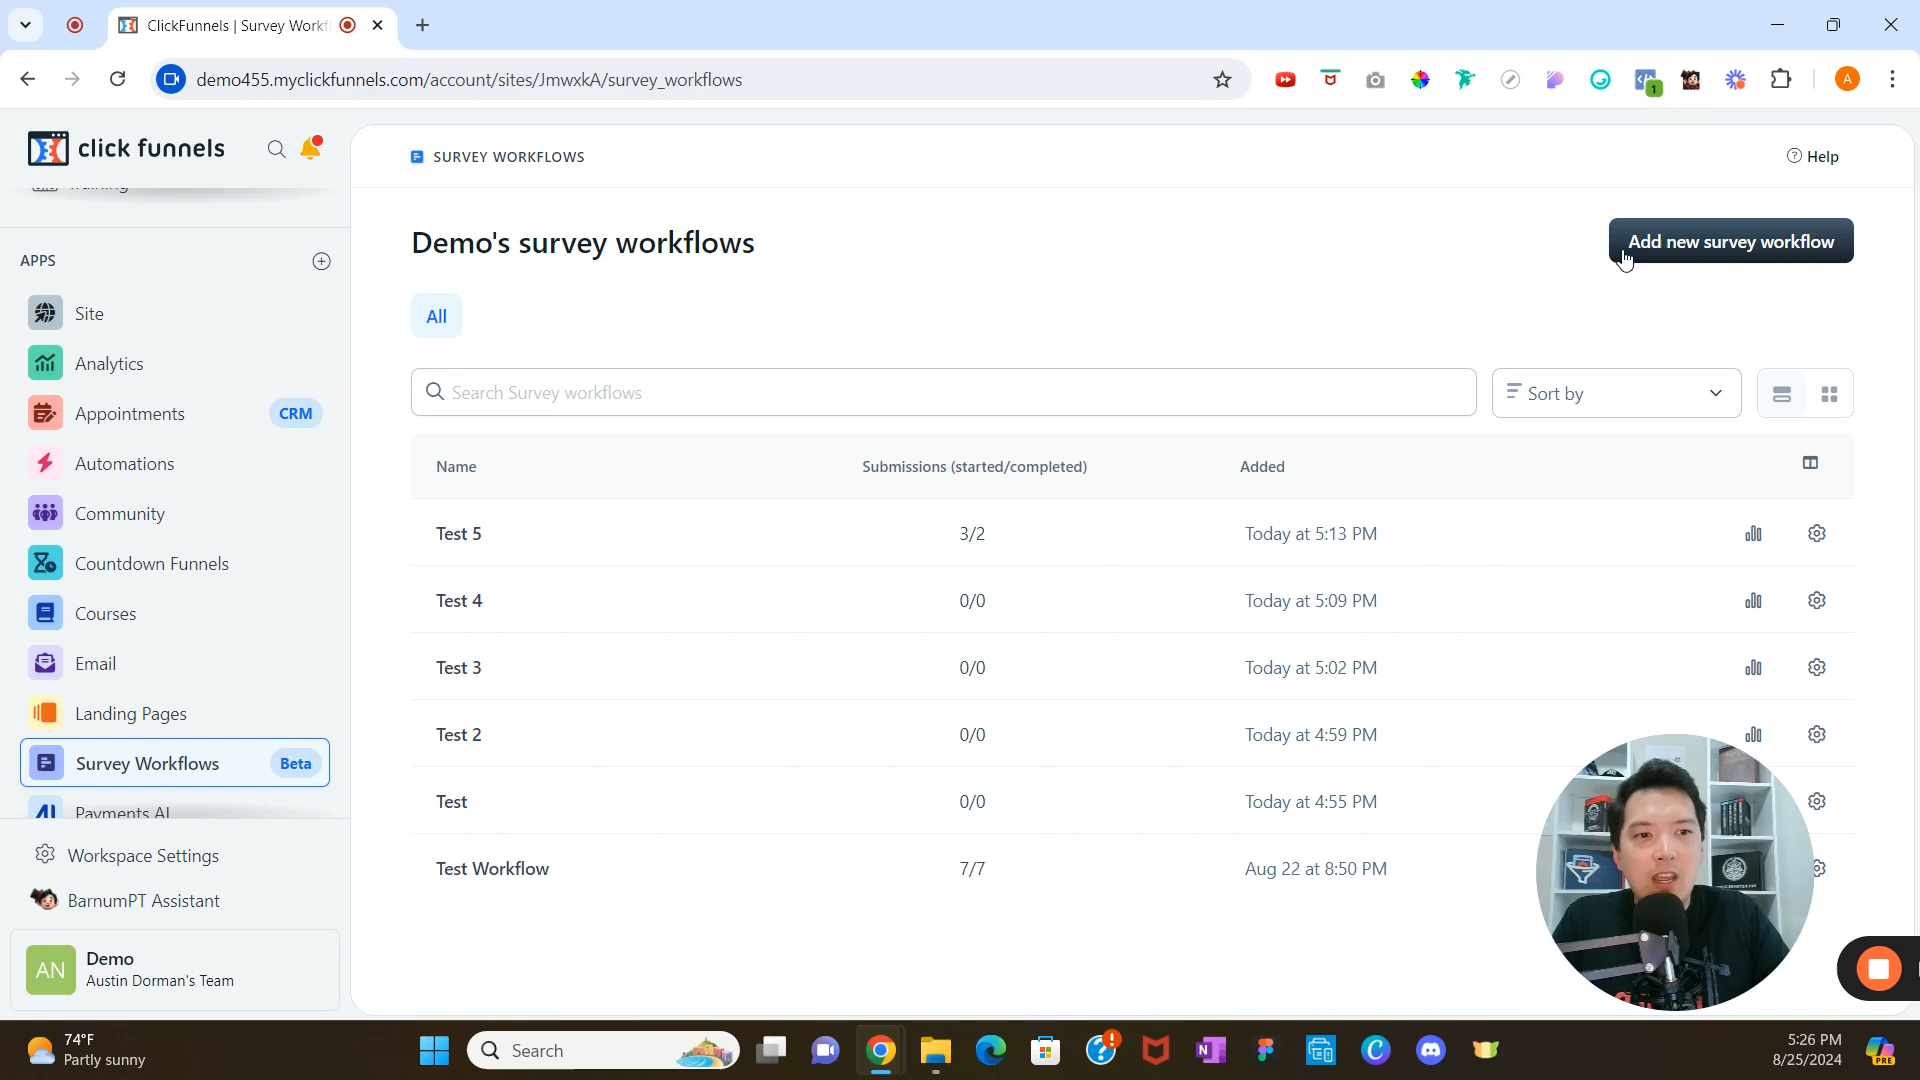 ClickFunnels | Survey Workfl
demo455.myclickfunnels.com/account/sites/JmwxkA/survey_workflows
1
A
click funnels
Training
APPS
Site
Analytics
Appointments
CRM
Automations
Community
Countdown Funnels
Courses
Email
Landing Pages
Survey Workflows
Beta
Payments AI
Workspace Settings
BarnumPT Assistant
AN
Demo
Austin Dorman's Team
SURVEY WORKFLOWS
Help
Demo's survey workflows
Add new survey workflow
All
Search Survey workflows
Sort by
Name Submissions (started/completed) Added
Test 5 3/2 Today at 5:13 PM
Test 4 0/0 Today at 5:09 PM
Test 3 0/0 Today at 5:02 PM
Test 2 0/0 Today at 4:59 PM
Test 0/0 Today at 4:55 PM
Test Workflow 7/7 Aug 22 at 8:50 PM
74°F
Partly sunny
Search
5:26 PM
8/25/2024
PRE